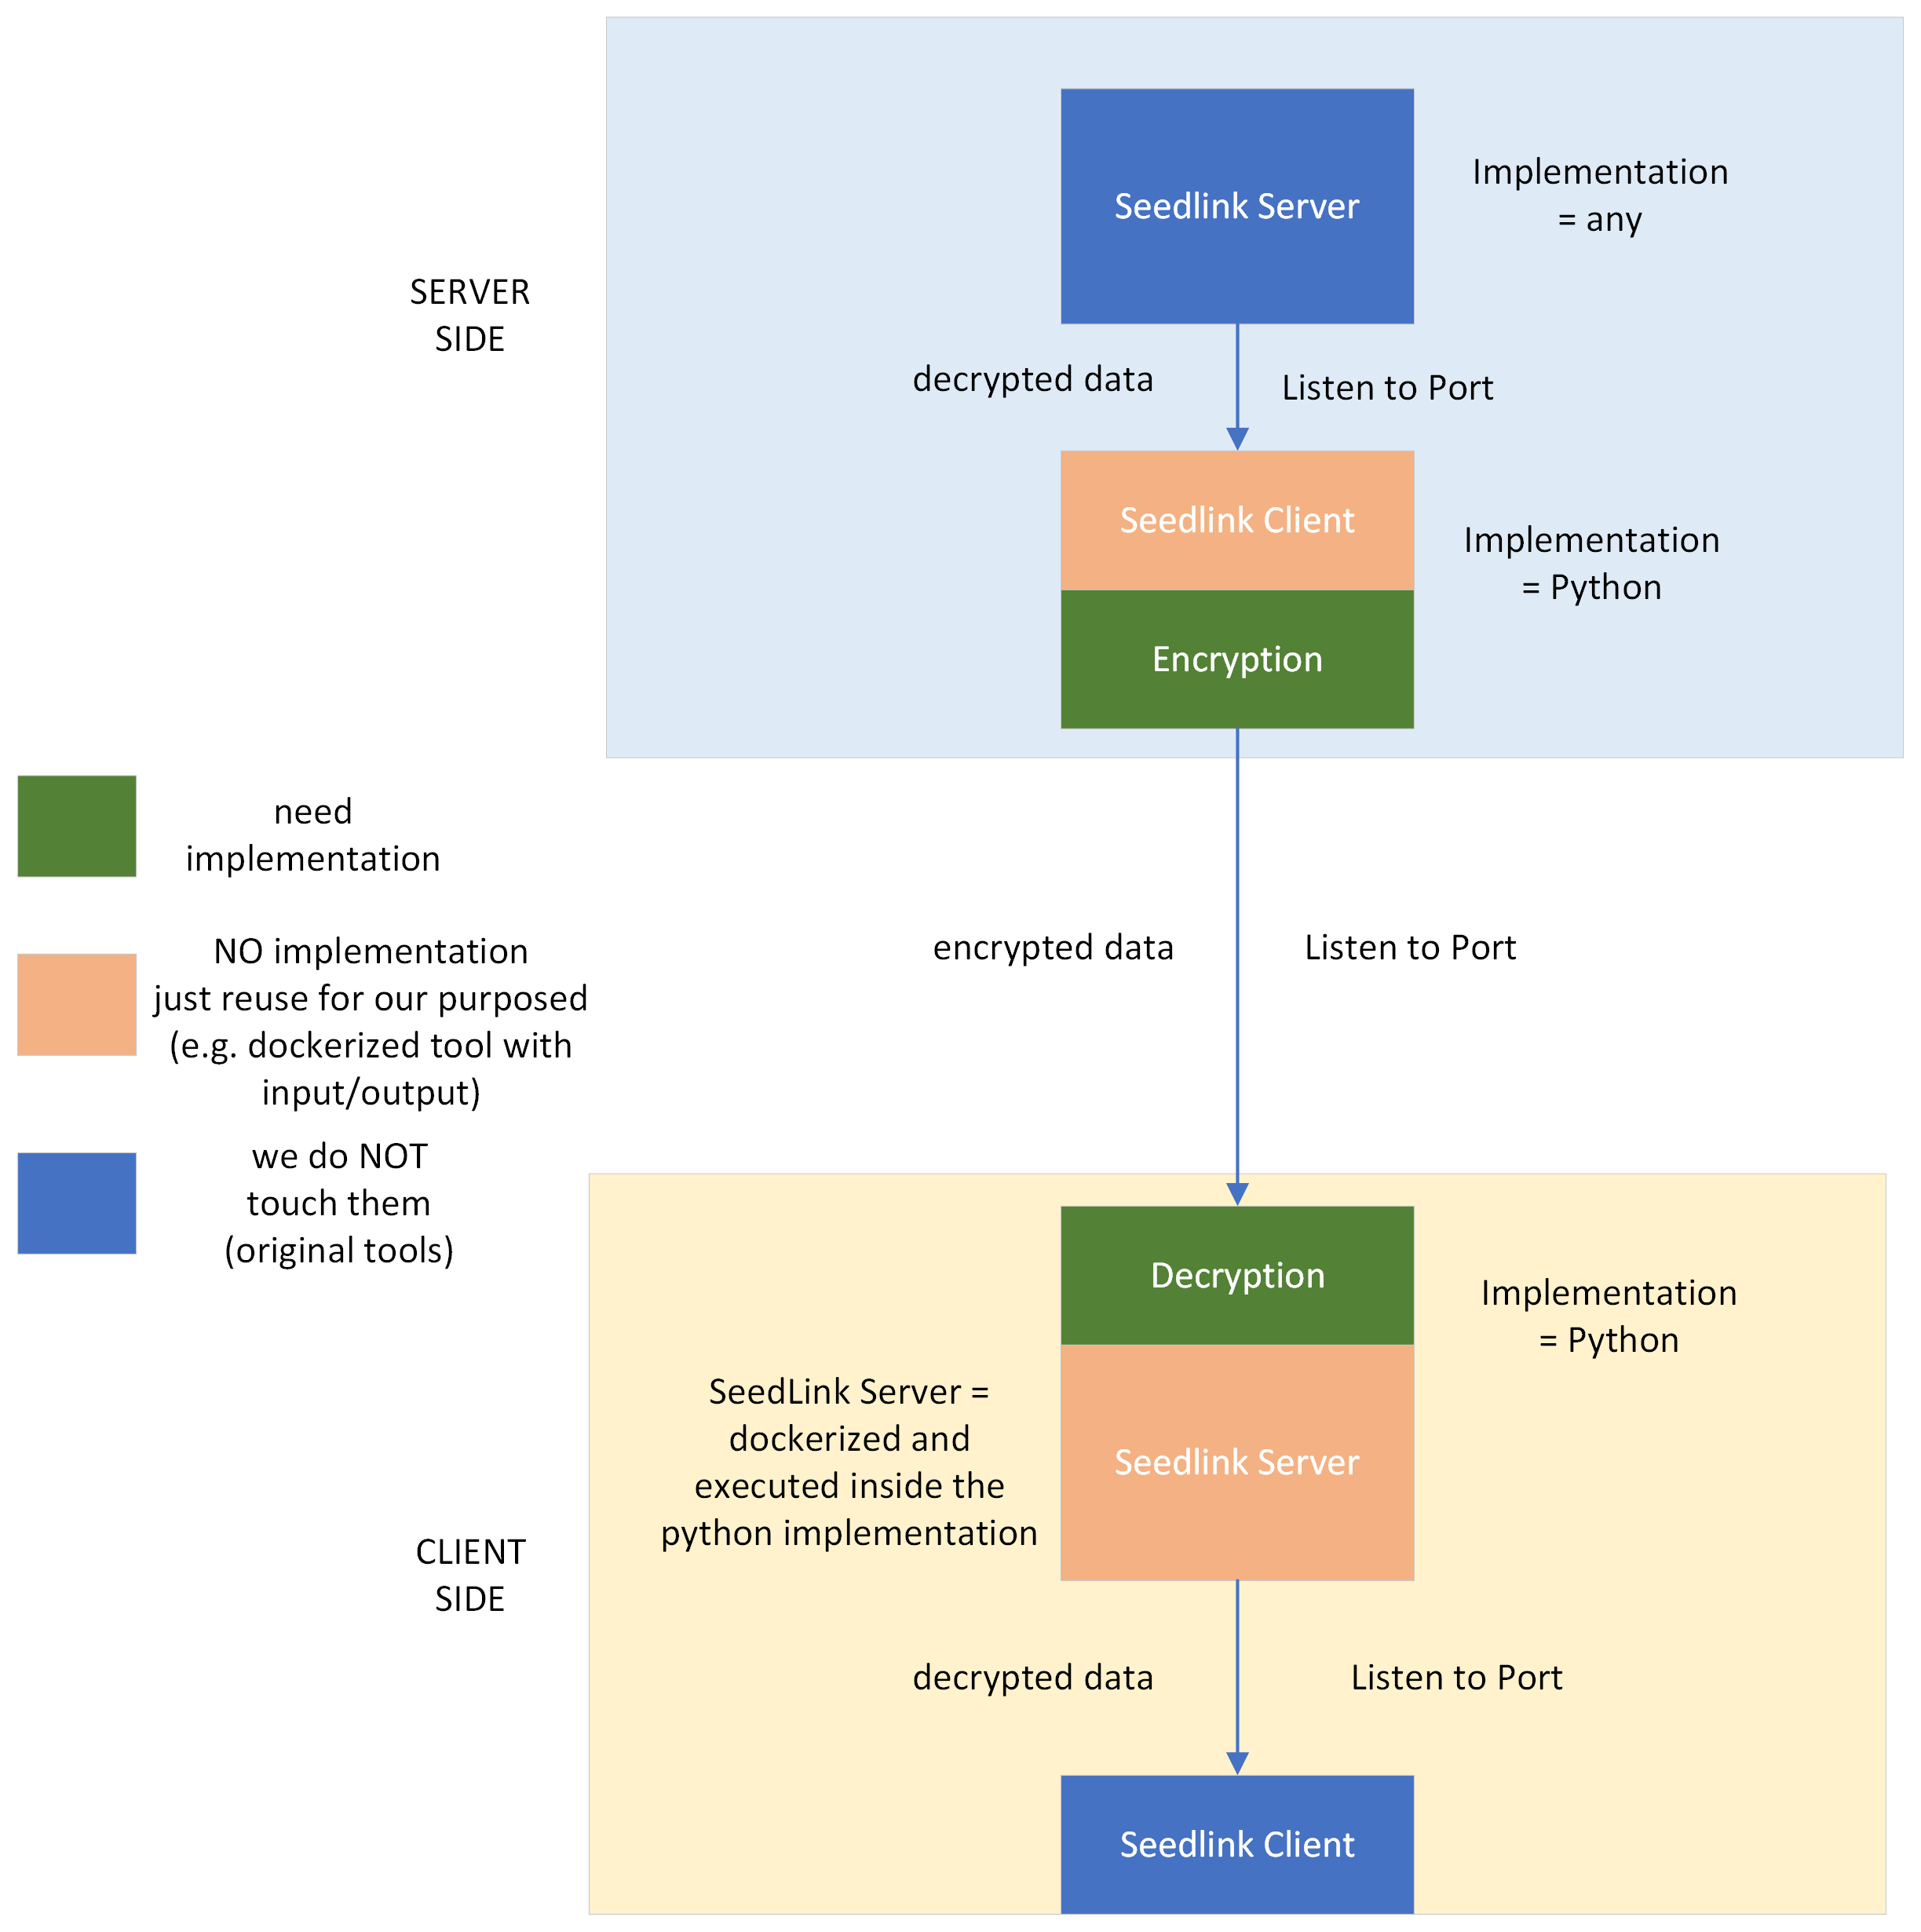 Seedlink Server
Implementation
= any
SERVER
SIDE
decrypted data
Listen to Port
Seedlink Client
Implementation
= Python
Encryption
need
implementation
NO implementation
just reuse for our purposed
(e.g. dockerized tool with
input/output)
we do NOT
touch them
(original tools)
encrypted data
Listen to Port
Decryption
Implementation
= Python
SeedLink Server =
dockerized and
executed inside the
python implementation
Seedlink Server
CLIENT
SIDE
decrypted data
Listen to Port
Seedlink Client